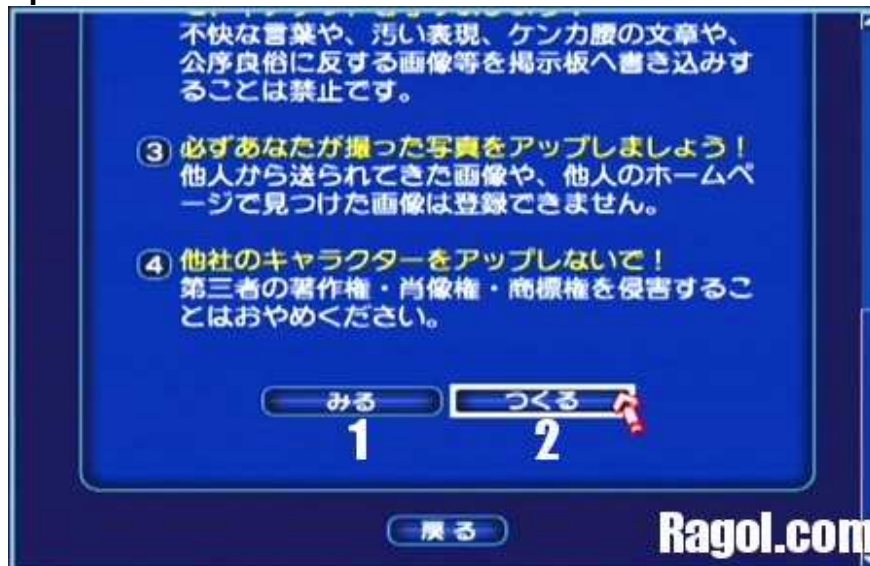 不快な言葉や、汚い表現、ケンカ腰の文章や、
公序良俗に反する画像等を掲示板へ書き込みす
ることは禁止です。
③ 必ずあなたが撮った写真をアップしましょう！
他人から送られてきた画像や、他人のホームペ
ージで見つけた画像は登録できません。
④ 他社のキャラクターをアップしないで！
第三者の著作権・肖像権・商標権を侵害するこ
とはおやめください。
みる つくる
1 2
戻る
Ragol.com